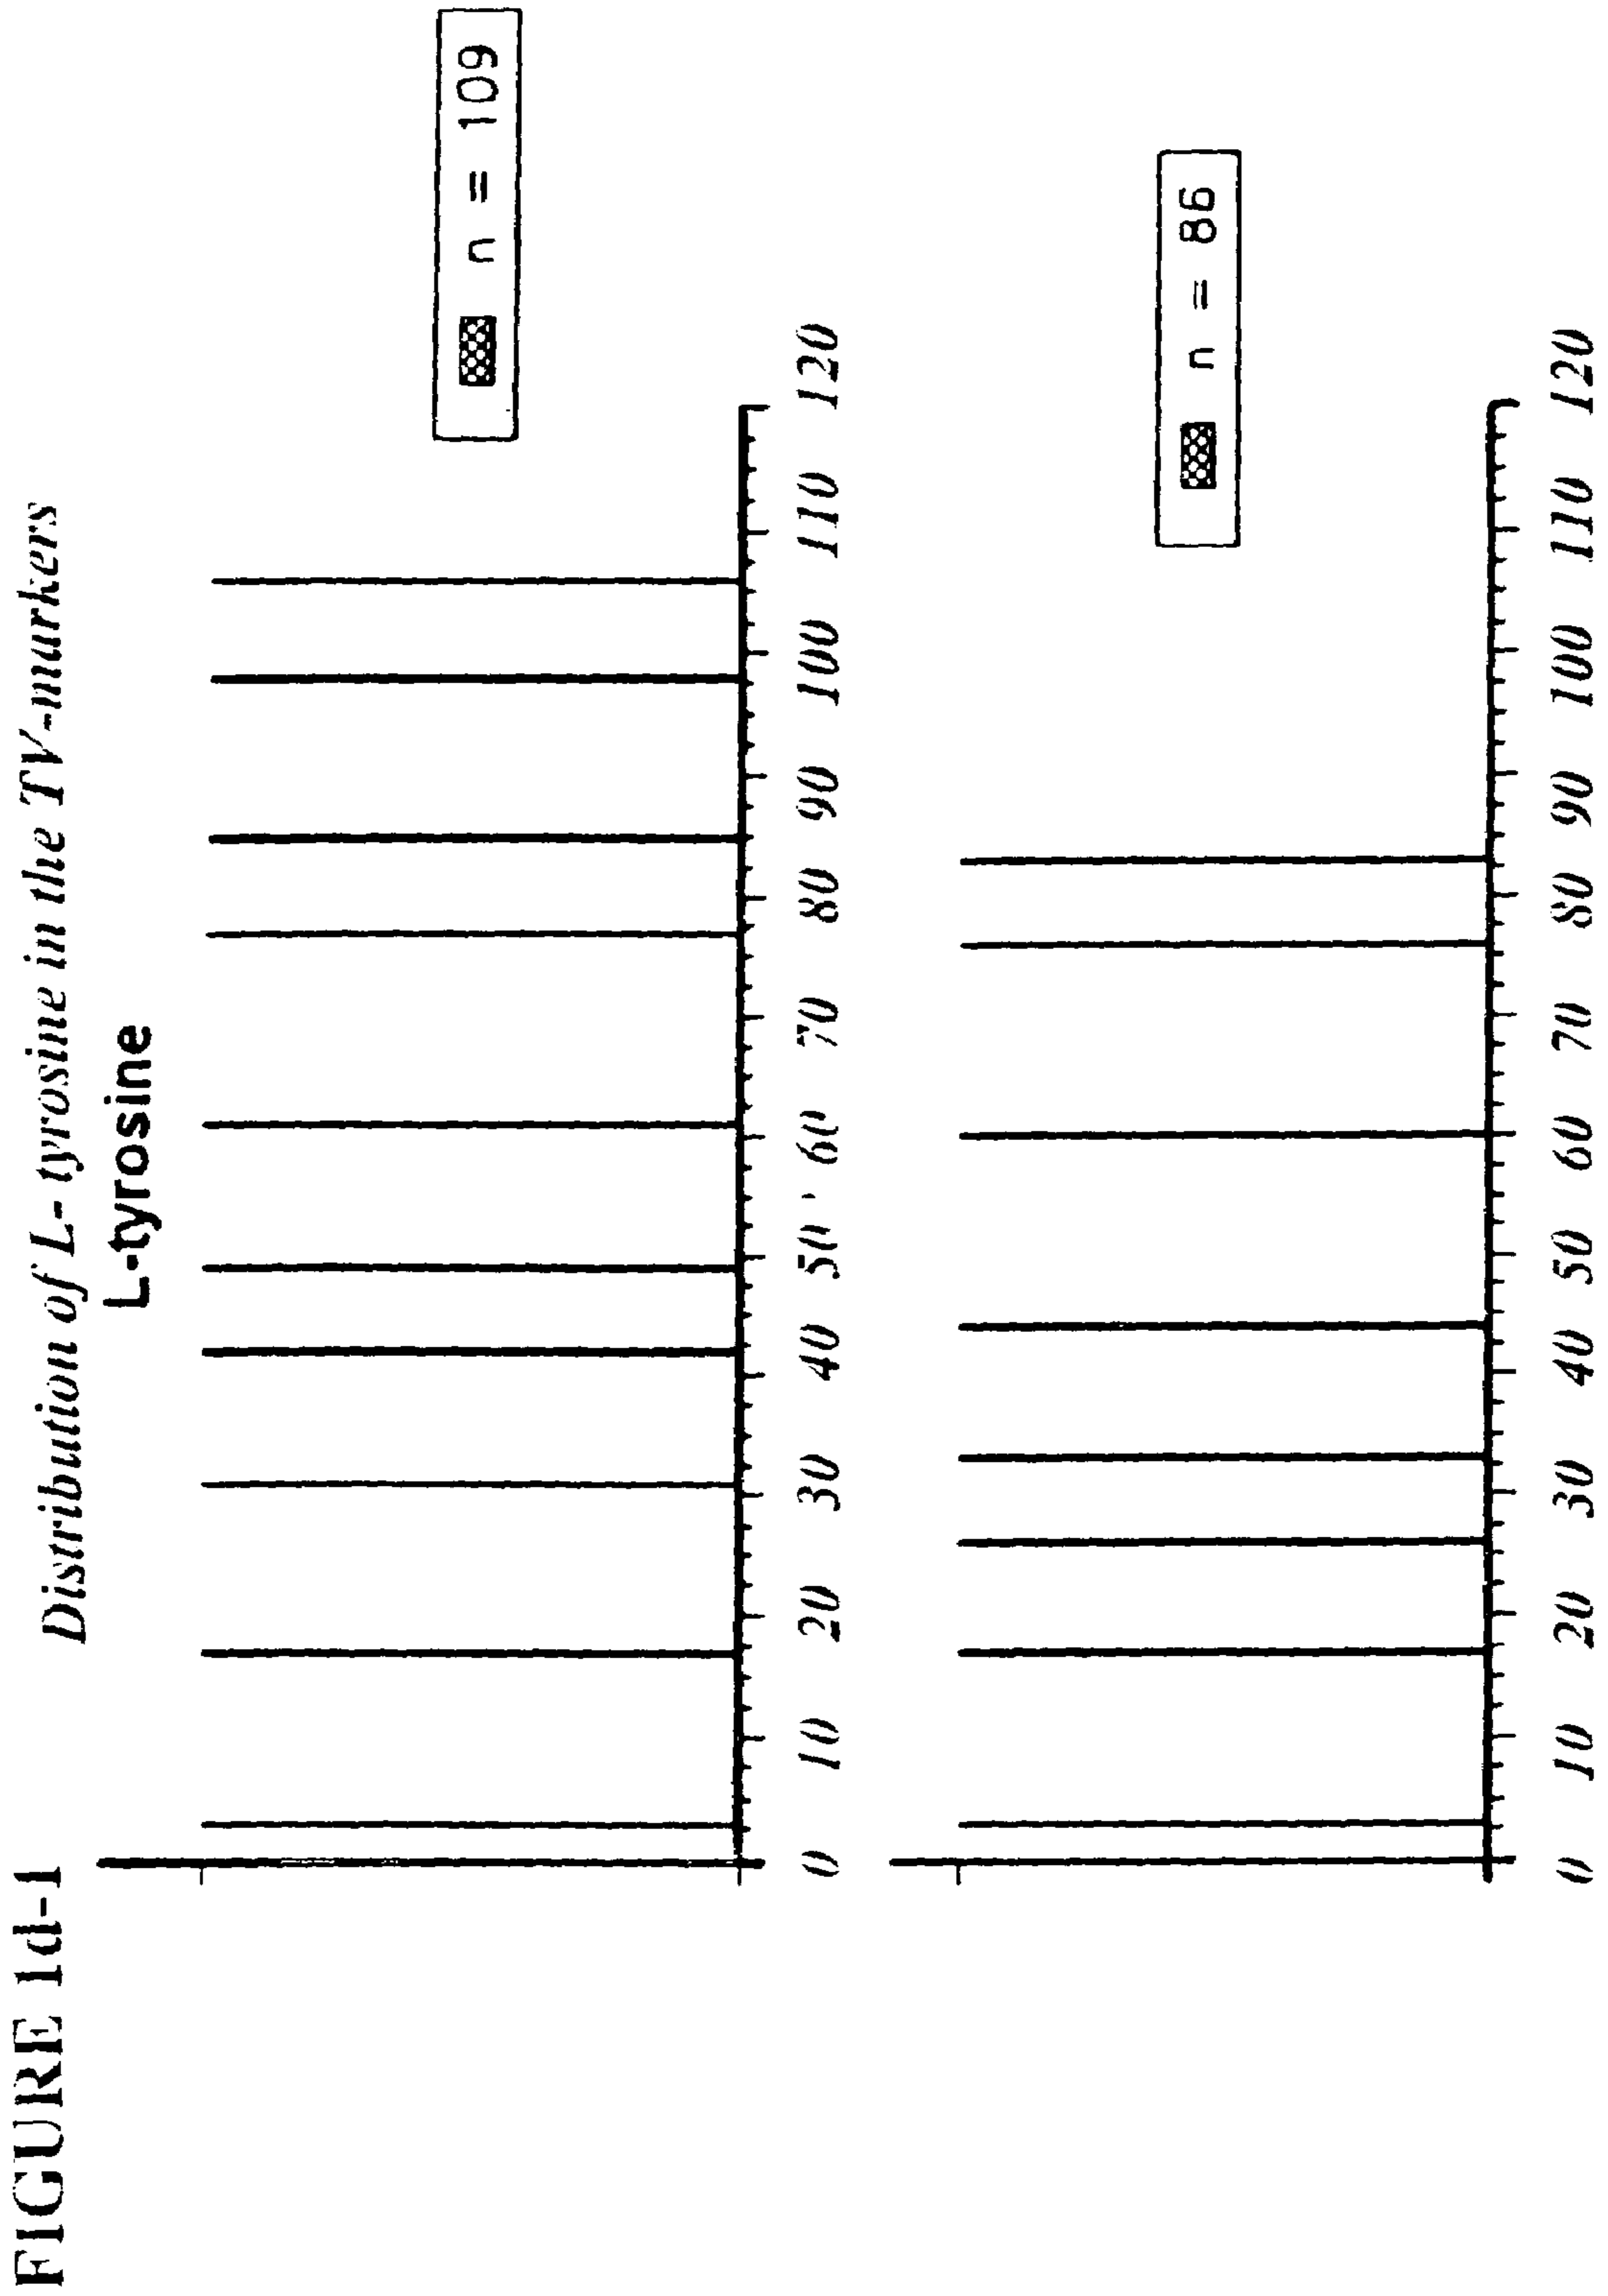 FIGURE 1d-1
Distribution of L-tyrosine in the TV-markers
L-tyrosine
n = 109
0 10 20 30 40 50 60 70 80 90 100 110 120
n = 86
0 10 20 30 40 50 60 70 80 90 100 110 120